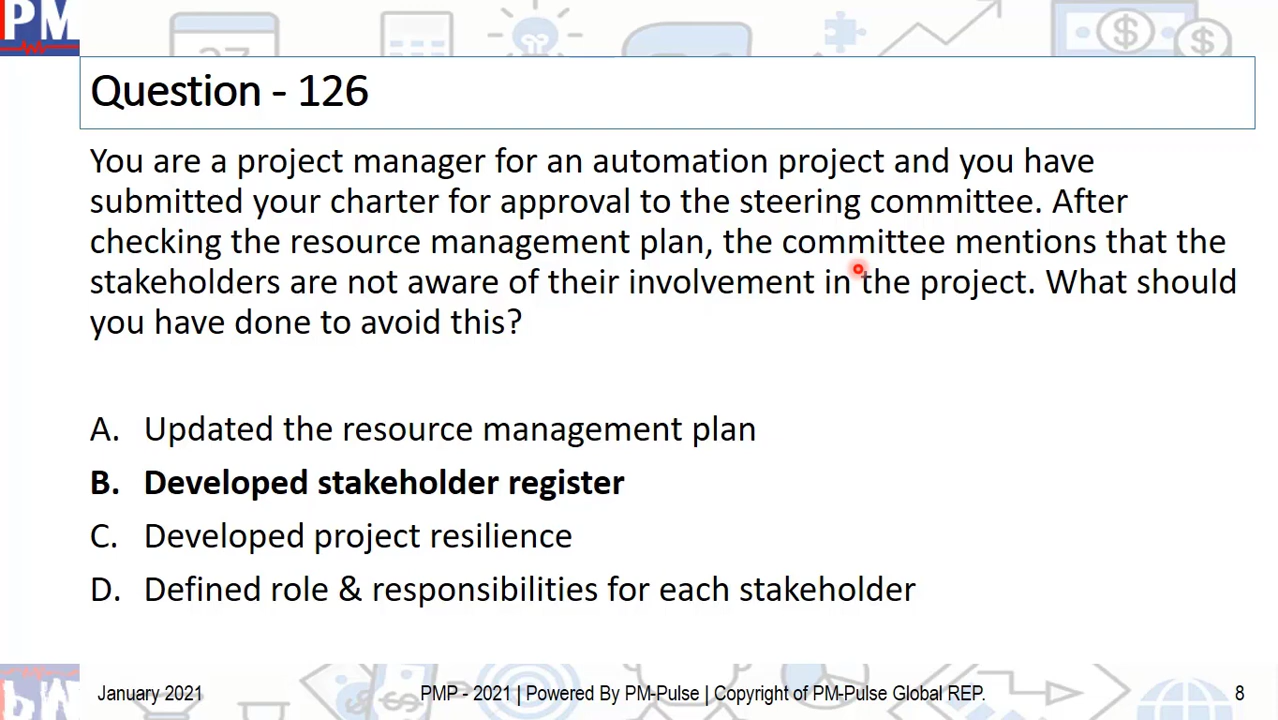 PM
27
Question - 126
You are a project manager for an automation project and you have
submitted your charter for approval to the steering committee. After
checking the resource management plan, the committee mentions that the
stakeholders are not aware of their involvement in the project. What should
you have done to avoid this?
A. Updated the resource management plan
B. Developed stakeholder register
C. Developed project resilience
D. Defined role & responsibilities for each stakeholder
January 2021
PMP - 2021 | Powered By PM-Pulse | Copyright of PM-Pulse Global REP.
8